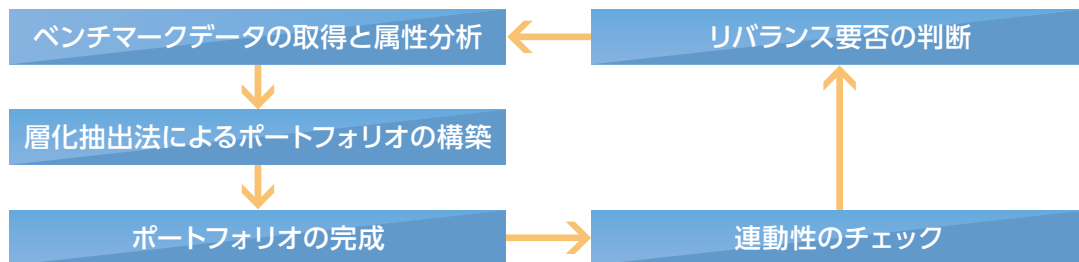 ベンチマークデータの取得と属性分析
層化抽出法によるポートフォリオの構築
ポートフォリオの完成
連動性のチェック
リバランス要否の判断